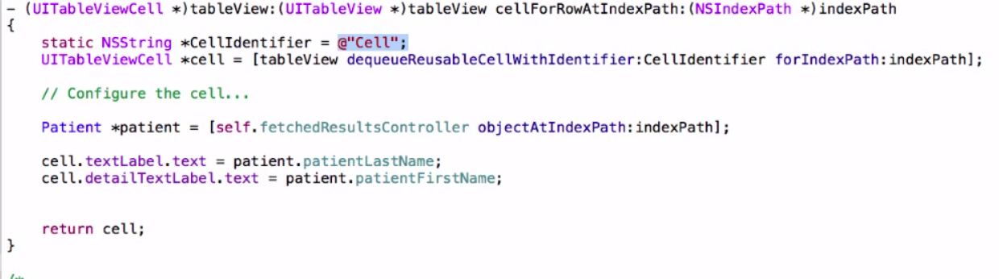 - (UITableViewCell *)tableView:(UITableView *)tableView cellForRowAtIndexPath:(NSIndexPath *)indexPath
{
static NSString *CellIdentifier = @"Cell";
UITableViewCell *cell = [tableView dequeueReusableCellWithIdentifier:CellIdentifier forIndexPath:indexPath];
// Configure the cell...
Patient *patient = [self.fetchedResultsController objectAtIndexPath:indexPath];
cell.textLabel.text = patient.patientLastName;
cell.detailTextLabel.text = patient.patientFirstName;
return cell;
}
/*